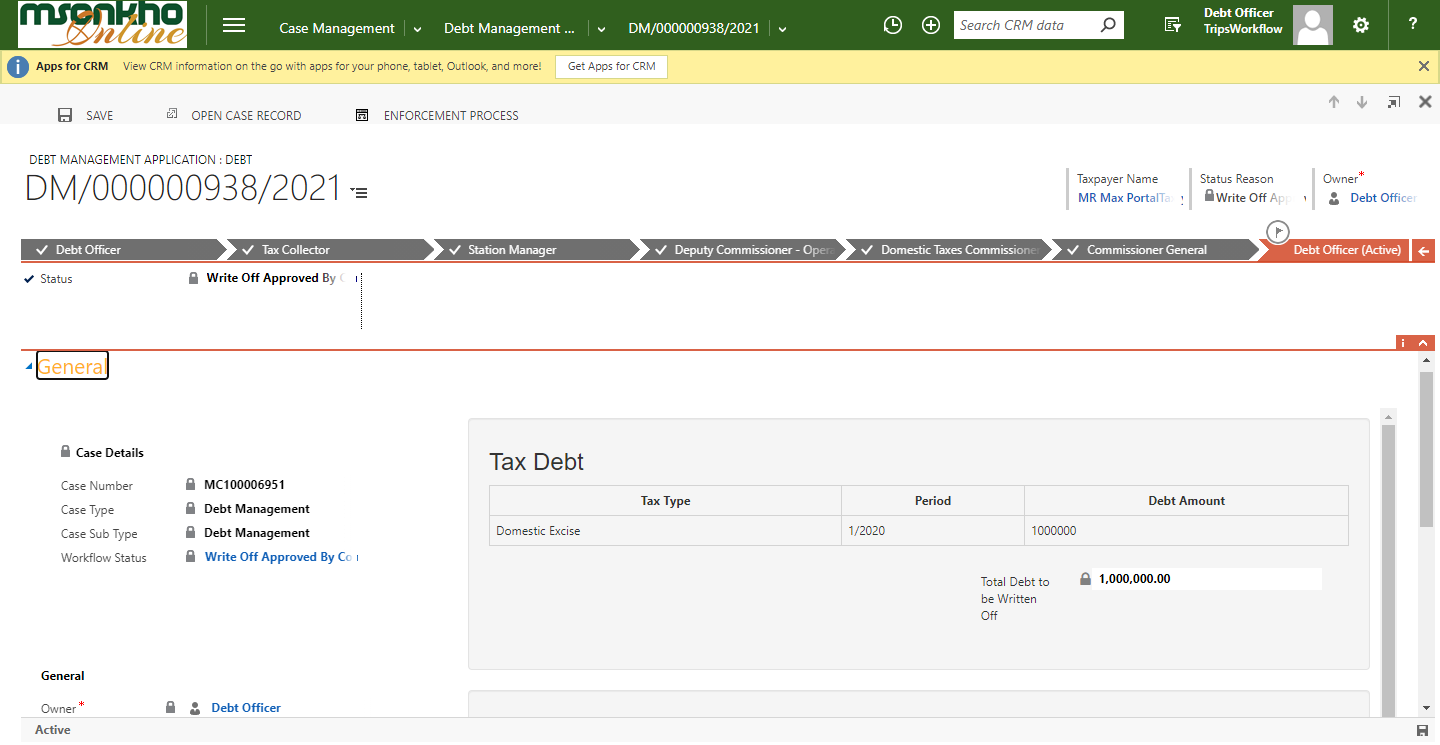 msonkho
Online
Case Management
Debt Management ...
DM/000000938/2021
Search CRM data
Debt Officer
TripsWorkflow
?
i
Apps for CRM
View CRM information on the go with apps for your phone, tablet, Outlook, and more!
Get Apps for CRM
SAVE
OPEN CASE RECORD
ENFORCEMENT PROCESS
DEBT MANAGEMENT APPLICATION : DEBT
DM/000000938/2021
Taxpayer Name
MR Max PortalTa
Status Reason
Write Off App
Owner*
Debt Officer
Debt Officer
Tax Collector
Station Manager
Deputy Commissioner - Oper
Domestic Taxes Commissione
Commissioner General
Debt Officer (Active)
Status
Write Off Approved By C
i
General
Case Details
Case Number
MC100006951
Case Type
Debt Management
Case Sub Type
Debt Management
Workflow Status
Write Off Approved By Co
Tax Debt
Tax Type
Period
Debt Amount
Domestic Excise
1/2020
1000000
Total Debt to
be Written
Off
1,000,000.00
General
Owner*
Debt Officer
Active